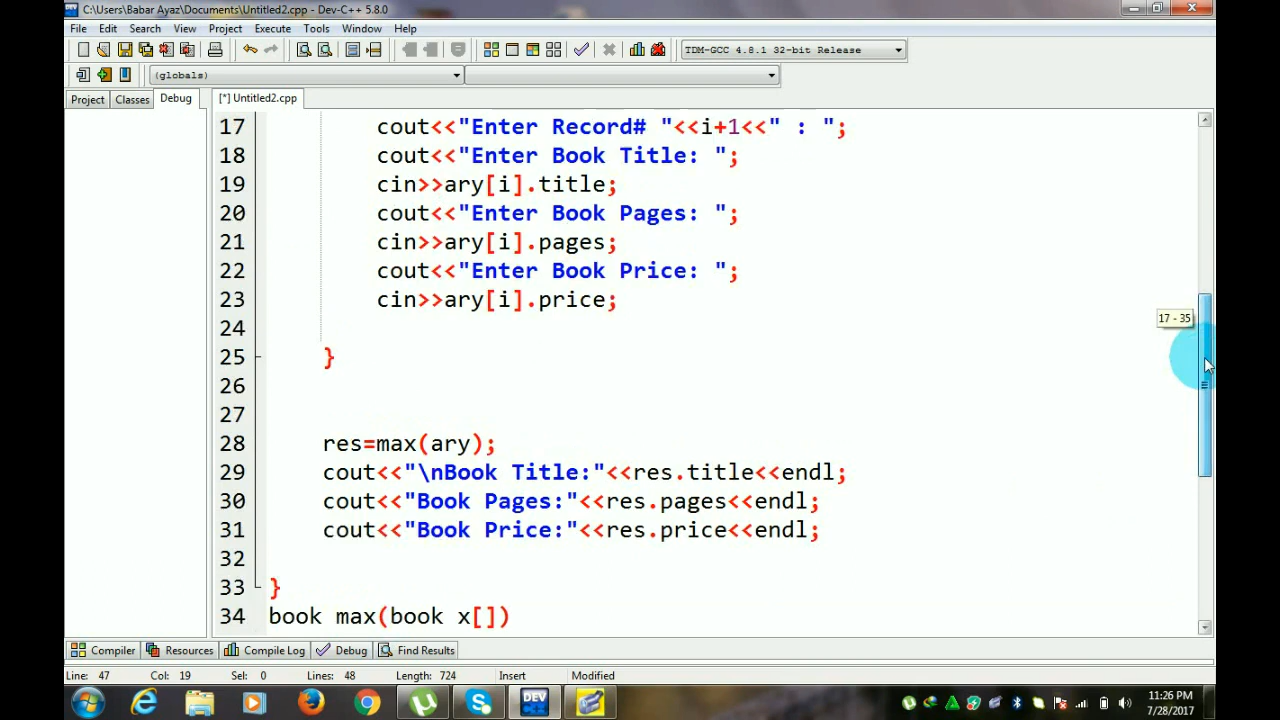 C:\Users\Babar Ayaz\Documents\Untitled2.cpp - Dev-C++ 5.8.0
File Edit Search View Project Execute Tools Window Help
TDM-GCC 4.8.1 32-bit Release
(globals)
Project Classes Debug [*] Untitled2.cpp
17 cout<<"Enter Record# "<<i+1<<" : ";
18 cout<<"Enter Book Title: ";
19 cin>>ary[i].title;
20 cout<<"Enter Book Pages: ";
21 cin>>ary[i].pages;
22 cout<<"Enter Book Price: ";
23 cin>>ary[i].price;
24
25 }
26
27
28 res=max(ary);
29 cout<<"\nBook Title:"<<res.title<<endl;
30 cout<<"Book Pages:"<<res.pages<<endl;
31 cout<<"Book Price:"<<res.price<<endl;
32
33 }
34 book max(book x[])
17 - 35
Compiler Resources Compile Log Debug Find Results
Line: 47 Col: 19 Sel: 0 Lines: 48 Length: 724 Insert Modified
DEV
11:26 PM
7/28/2017